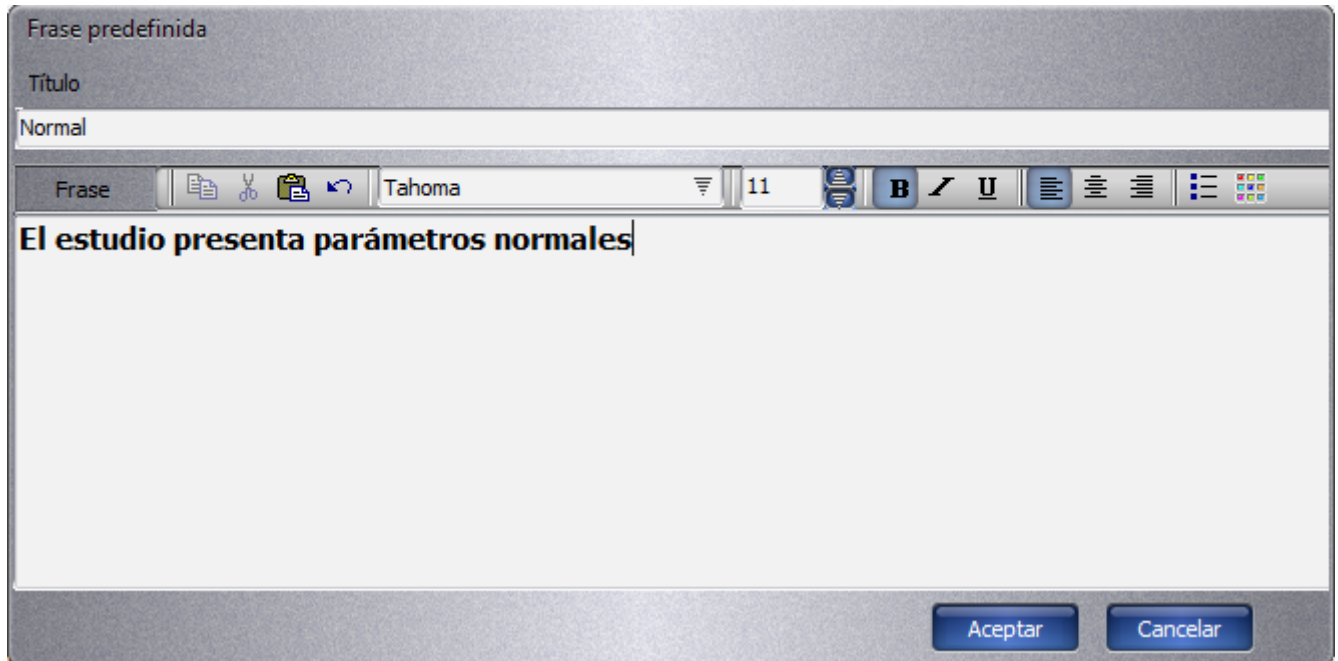 Frase predefinida
Título
Normal
Frase Tahoma 11 B I U
El estudio presenta parámetros normales
Aceptar Cancelar